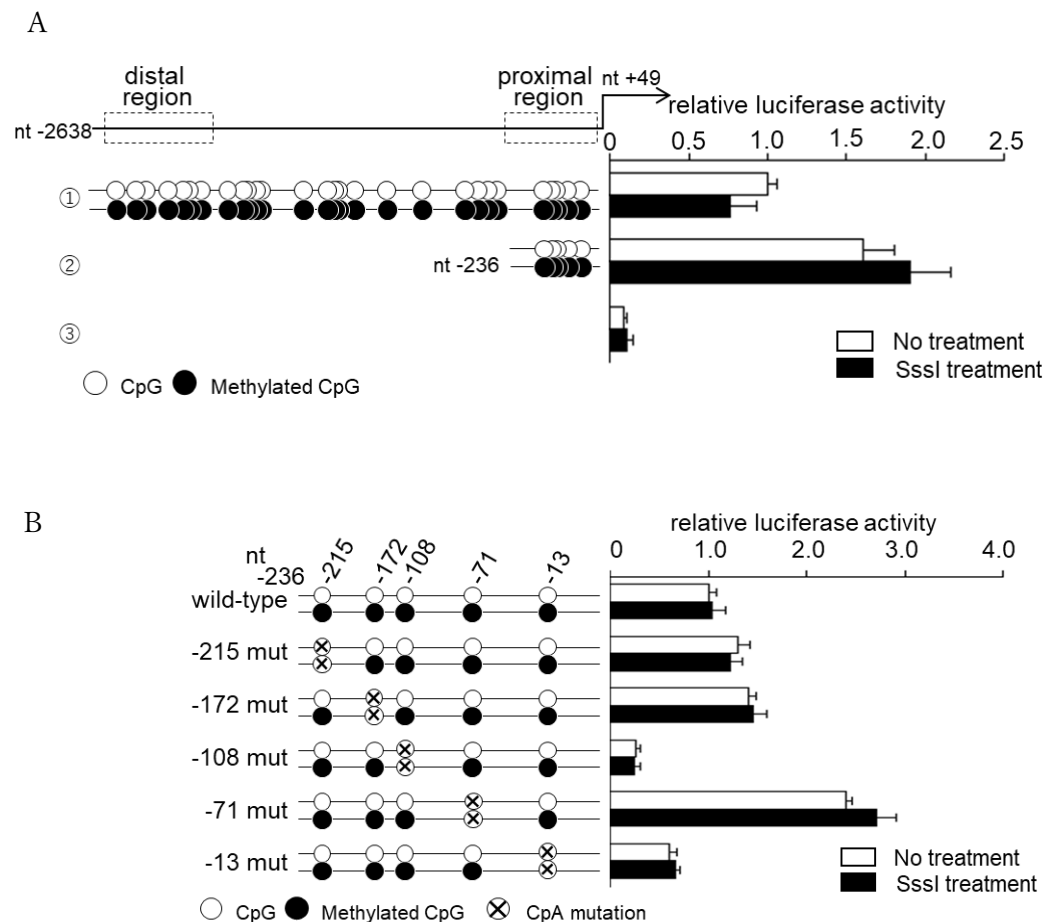 A
distal
region
proximal
region
nt +49
nt -2638
relative luciferase activity
0 0.5 1.0 1.5 2.0 2.5
①
②
nt -236
③
No treatment
SssI treatment
CpG Methylated CpG
B
relative luciferase activity
nt
-236
-215 -172 -108 -71 -13
0 1.0 2.0 3.0 4.0
wild-type
-215 mut
-172 mut
-108 mut
-71 mut
-13 mut
No treatment
SssI treatment
CpG Methylated CpG CpA mutation